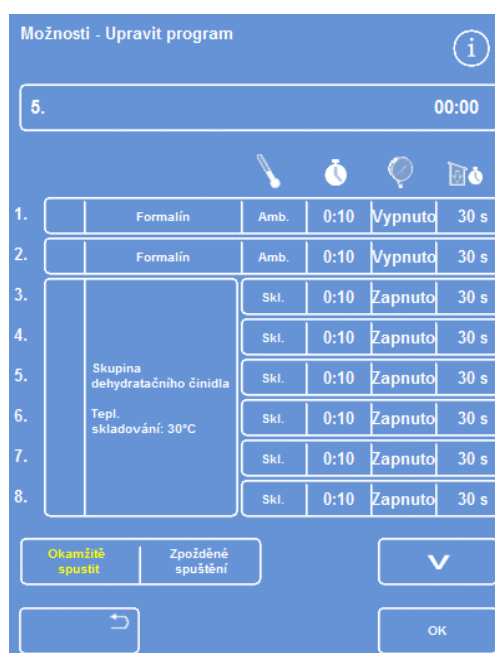 Možnosti - Upravit program
i
5. 00:00
1. Formalín Amb. 0:10 Vypnuto 30 s
2. Formalín Amb. 0:10 Vypnuto 30 s
3. Skl. 0:10 Zapnuto 30 s
4. Skl. 0:10 Zapnuto 30 s
Skupina
dehydratačního činidla
5. Skl. 0:10 Zapnuto 30 s
Tepl.
skladování: 30°C
6. Skl. 0:10 Zapnuto 30 s
7. Skl. 0:10 Zapnuto 30 s
8. Skl. 0:10 Zapnuto 30 s
Okamžitě
spustit
Zpožděné
spuštění
OK